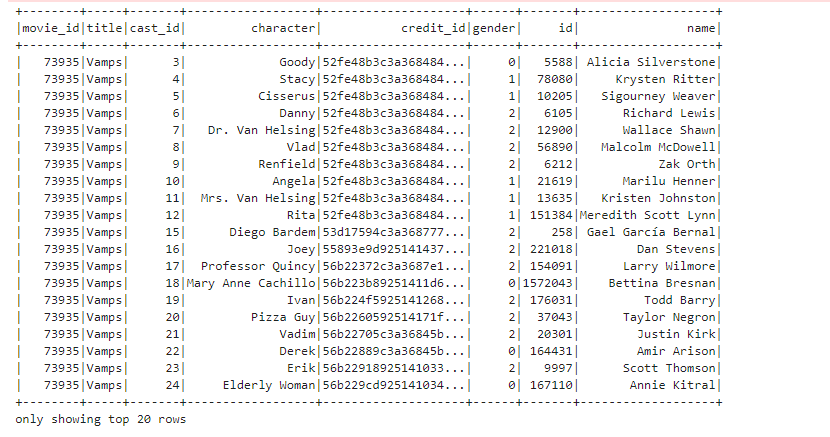 +--------+-----+-------+------------------+--------------------+------+-------+--------------------+
|movie_id|title|cast_id|         character|           credit_id|gender|     id|                name|
+--------+-----+-------+------------------+--------------------+------+-------+--------------------+
|   73935|Vamps|      3|             Goody|52fe48b3c3a368484...|     0|   5588|  Alicia Silverstone|
|   73935|Vamps|      4|             Stacy|52fe48b3c3a368484...|     1|  78080|      Krysten Ritter|
|   73935|Vamps|      5|          Cisserus|52fe48b3c3a368484...|     1|  10205|    Sigourney Weaver|
|   73935|Vamps|      6|             Danny|52fe48b3c3a368484...|     2|   6105|       Richard Lewis|
|   73935|Vamps|      7|   Dr. Van Helsing|52fe48b3c3a368484...|     2|  12900|       Wallace Shawn|
|   73935|Vamps|      8|              Vlad|52fe48b3c3a368484...|     2|  56890|    Malcolm McDowell|
|   73935|Vamps|      9|          Renfield|52fe48b3c3a368484...|     2|   6212|            Zak Orth|
|   73935|Vamps|     10|            Angela|52fe48b3c3a368484...|     1|  21619|       Marilu Henner|
|   73935|Vamps|     11|  Mrs. Van Helsing|52fe48b3c3a368484...|     1|  13635|    Kristen Johnston|
|   73935|Vamps|     12|              Rita|52fe48b3c3a368484...|     1| 151384|Meredith Scott Lynn|
|   73935|Vamps|     15|      Diego Bardem|53d17594c3a368777...|     2|    258|  Gael García Bernal|
|   73935|Vamps|     16|              Joey|55893e9d925141437...|     2| 221018|         Dan Stevens|
|   73935|Vamps|     17|  Professor Quincy|56b22372c3a3687e1...|     2| 154091|       Larry Wilmore|
|   73935|Vamps|     18|Mary Anne Cachillo|56b223b89251411d6...|     0|1572043|     Bettina Bresnan|
|   73935|Vamps|     19|              Ivan|56b224f5925141268...|     2| 176031|          Todd Barry|
|   73935|Vamps|     20|         Pizza Guy|56b2260592514171f...|     2|  37043|       Taylor Negron|
|   73935|Vamps|     21|             Vadim|56b22705c3a36845b...|     2|  20301|         Justin Kirk|
|   73935|Vamps|     22|             Derek|56b22889c3a36845b...|     0| 164431|         Amir Arison|
|   73935|Vamps|     23|              Erik|56b22918925141033...|     2|   9997|       Scott Thomson|
|   73935|Vamps|     24|     Elderly Woman|56b229cd925141034...|     0| 167110|        Annie Kitral|
+--------+-----+-------+------------------+--------------------+------+-------+--------------------+
only showing top 20 rows